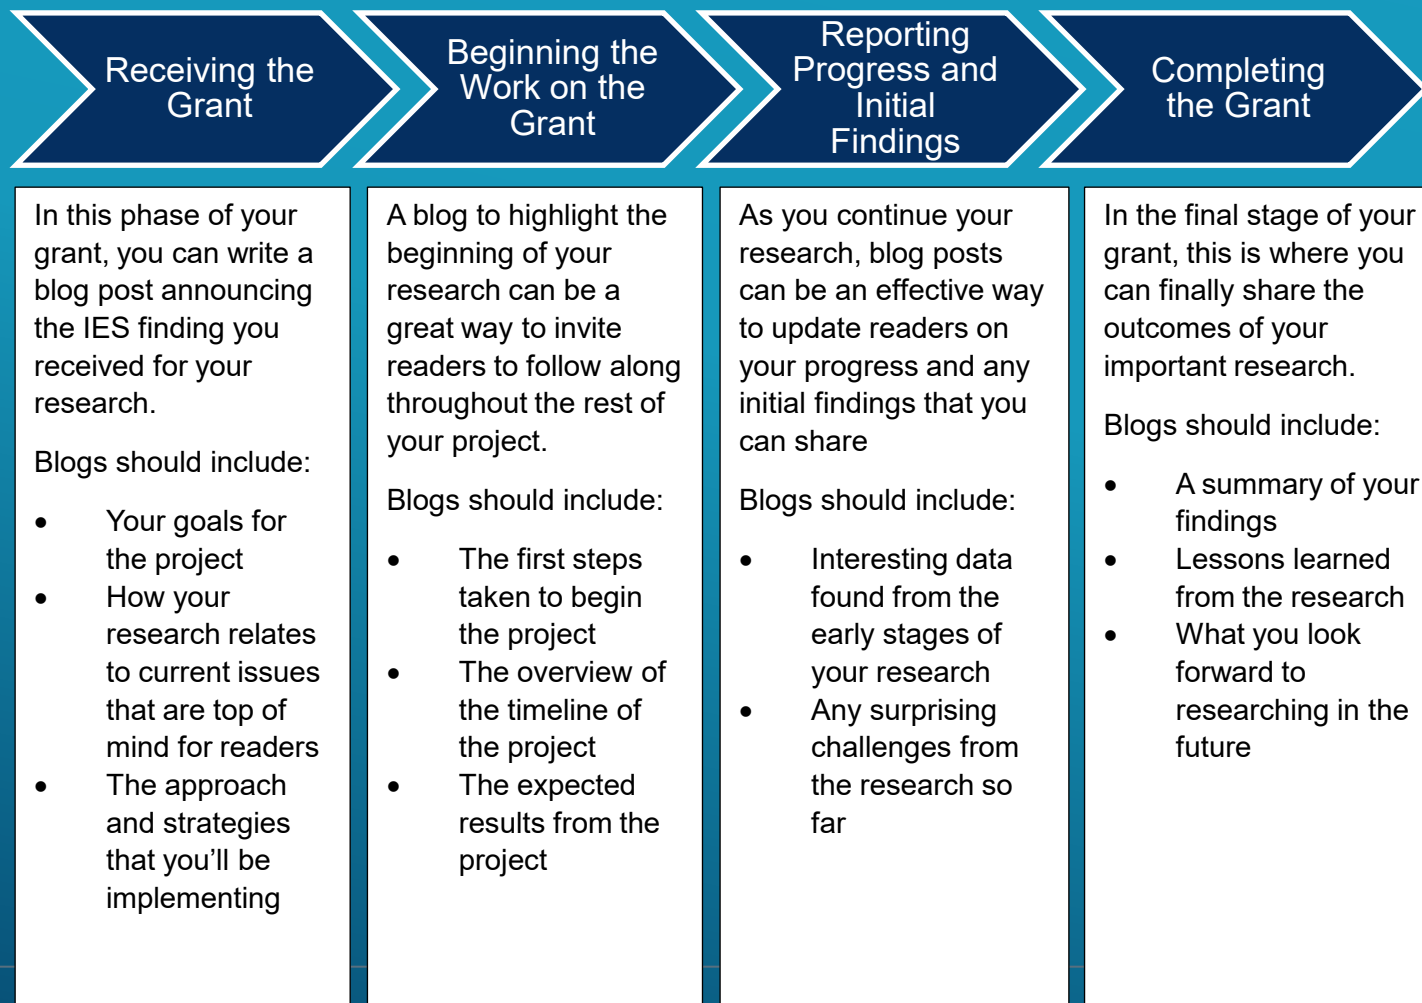 Receiving the
Grant
Beginning the
Work on the
Grant
Reporting
Progress and
Initial
Findings
Completing
the Grant
In this phase of your
grant, you can write a
blog post announcing
the IES finding you
received for your
research.
Blogs should include:
• Your goals for
the project
• How your
research relates
to current issues
that are top of
mind for readers
• The approach
and strategies
that you’ll be
implementing
A blog to highlight the
beginning of your
research can be a
great way to invite
readers to follow along
throughout the rest of
your project.
Blogs should include:
• The first steps
taken to begin
the project
• The overview of
the timeline of
the project
• The expected
results from the
project
As you continue your
research, blog posts
can be an effective way
to update readers on
your progress and any
initial findings that you
can share
Blogs should include:
• Interesting data
found from the
early stages of
your research
• Any surprising
challenges from
the research so
far
In the final stage of your
grant, this is where you
can finally share the
outcomes of your
important research.
Blogs should include:
• A summary of your
findings
• Lessons learned
from the research
• What you look
forward to
researching in the
future